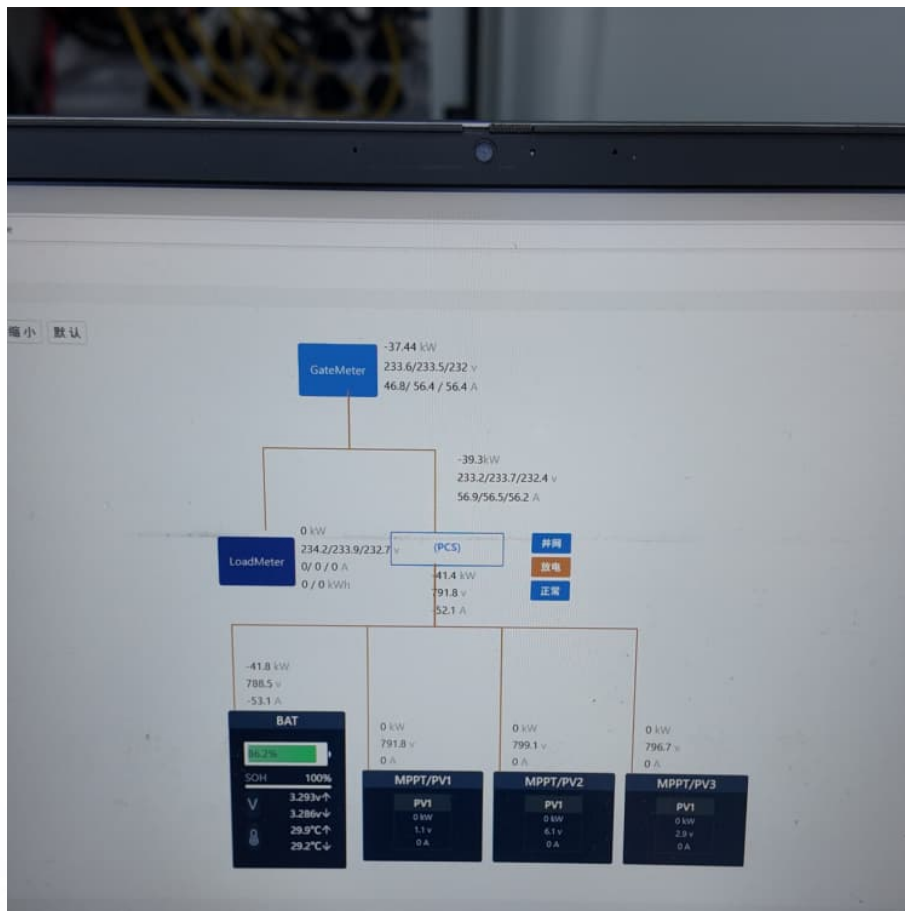 缩小 默认
-37.44 kW
GateMeter
233.6/233.5/232 v
46.8/ 56.4 / 56.4 A
-39.3kW
233.2/233.7/232.4 v
56.9/56.5/56.2 A
0 kW
LoadMeter
234.2/233.9/232.7 v
0/ 0 / 0 A
0 / 0 kWh
(PCS)
并网
放电
正常
-41.4 kW
791.8 v
-52.1 A
-41.8 kW
788.5 v
-53.1 A
BAT
86.2%
SOH 100%
V
3.293v↑
3.286v↓
29.9℃↑
29.2℃↓
0 kW
791.8 v
0 A
MPPT/PV1
PV1
0 kW
1.1 v
0 A
0 kW
799.1 v
0 A
MPPT/PV2
PV1
0 kW
6.1 v
0 A
0 kW
796.7 v
0 A
MPPT/PV3
PV1
0 kW
2.9 v
0 A